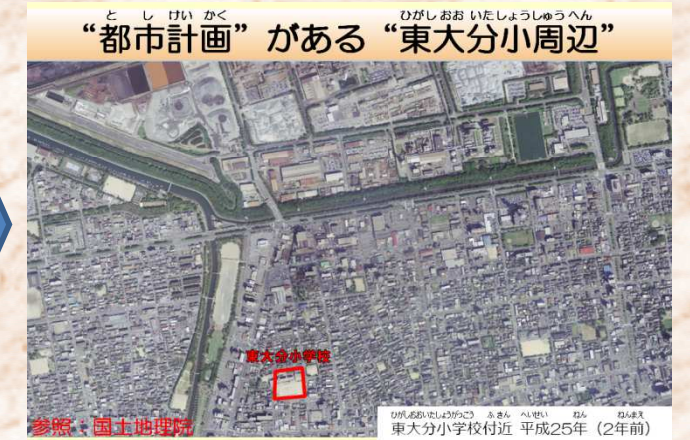 と し けい かく ひがし おお いた しょうしゅうへん
“都市計画”がある“東大分小周辺”
東大分小学校
参照：国土地理院
ひがしおおいたしょうがっこう ふきん へいせい ねん ねんまえ
東大分小学校付近 平成25年（2年前）